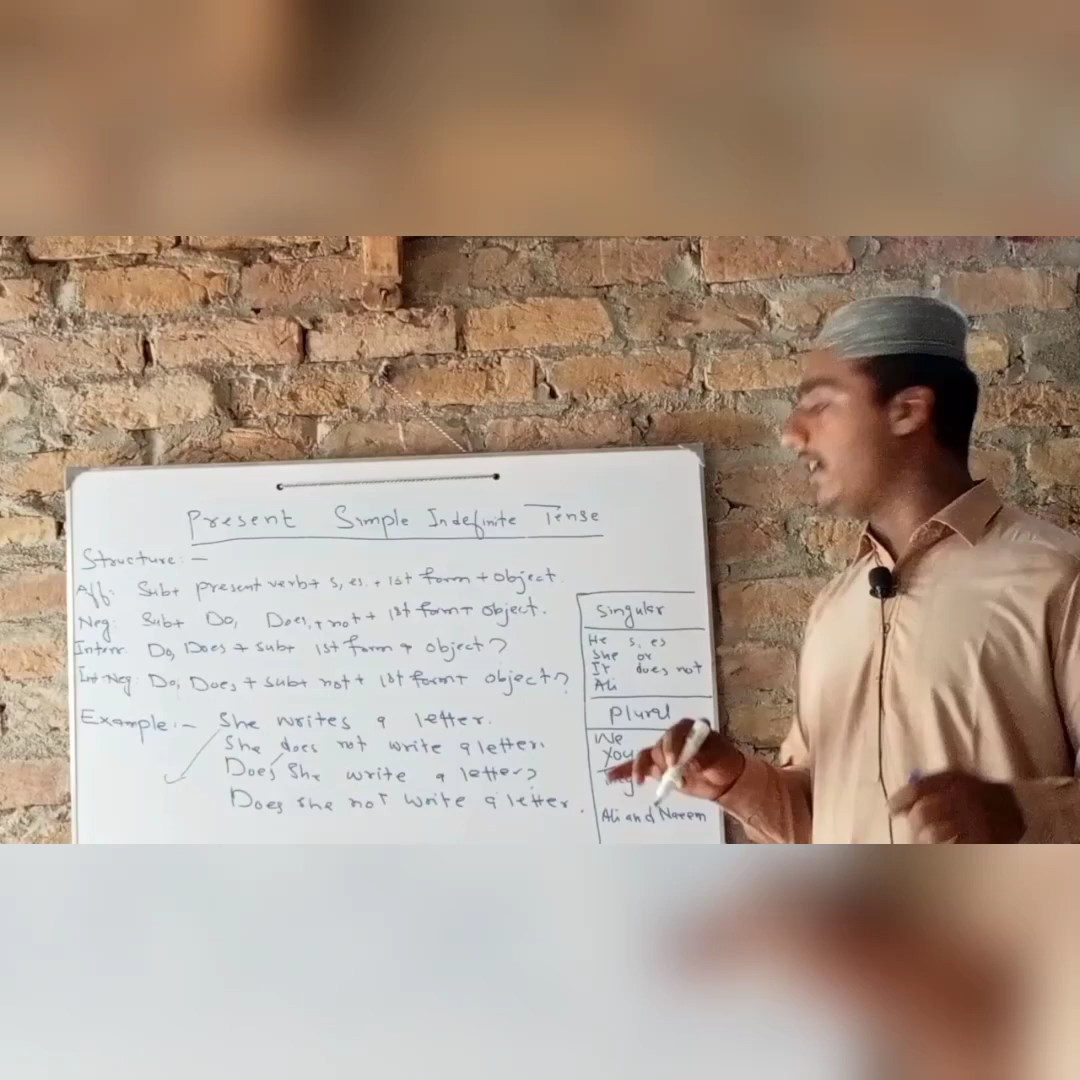 Present Simple Indefinite Tense
Structure:-
Aff: Sub+ present verb+ s, es, + 1st form + object.
Neg: Sub+ Do, Does, + not + 1st form + object.
Interr: Do, Does + sub+ 1st form + object?
Int:Neg: Do, Does + sub+ not + 1st form + object?
Example:- She writes a letter.
She does not write a letter.
Does She write a letter?
Does she not write a letter.
Singular
He s, es
She or
It does not
Ali
Plural
We
You
Ali and Naeem